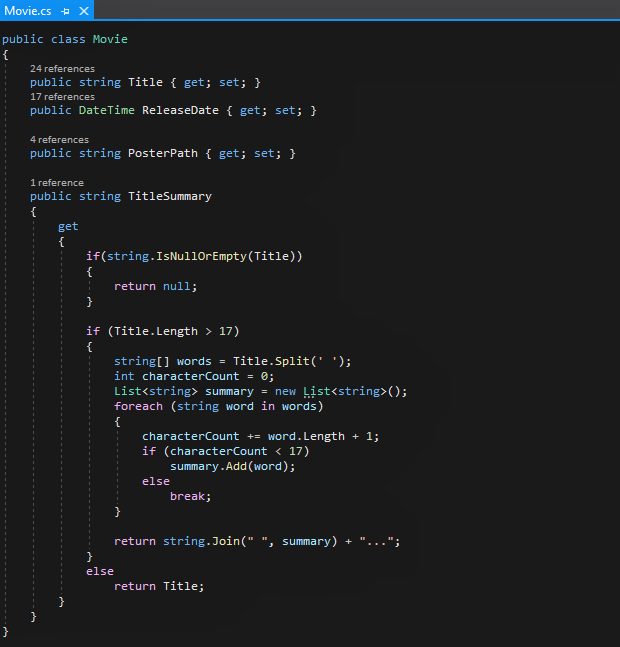 Movie.cs
public class Movie
{
24 references
public string Title { get; set; }
17 references
public DateTime ReleaseDate { get; set; }
4 references
public string PosterPath { get; set; }
1 reference
public string TitleSummary
{
get
{
if(string.IsNullOrEmpty(Title))
{
return null;
}
if (Title.Length > 17)
{
string[] words = Title.Split(' ');
int characterCount = 0;
List<string> summary = new List<string>();
foreach (string word in words)
{
characterCount += word.Length + 1;
if (characterCount < 17)
summary.Add(word);
else
break;
}
return string.Join(" ", summary) + "...";
}
else
return Title;
}
}
}